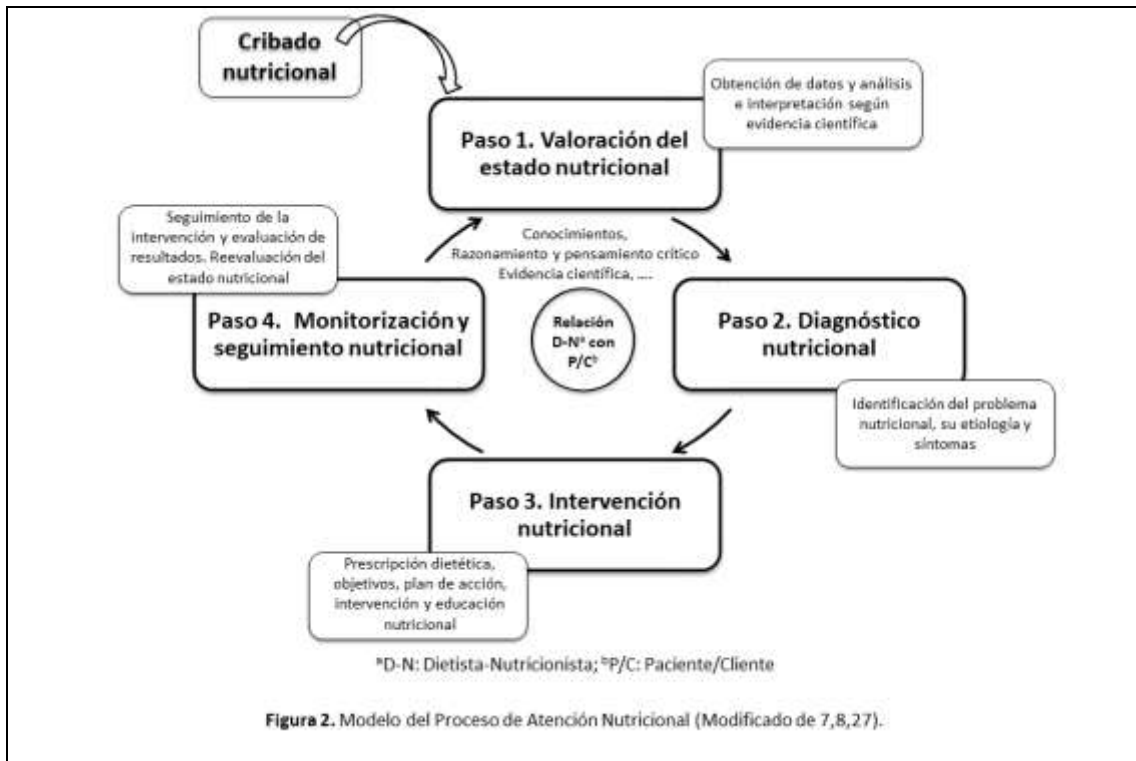 Cribado
nutricional
Obtención de datos y análisis
e interpretación según
evidencia científica
Paso 1. Valoración del
estado nutricional
Seguimiento de la
intervención y evaluación de
resultados. Reevaluación del
estado nutricional
Conocimientos,
Razonamiento y pensamiento crítico
Evidencia científica, ....
Paso 4. Monitorización y
seguimiento nutricional
Relación
D-Nª con
P/Cᵇ
Paso 2. Diagnóstico
nutricional
Identificación del problema
nutricional, su etiología y
síntomas
Paso 3. Intervención
nutricional
Prescripción dietética,
objetivos, plan de acción,
intervención y educación
nutricional
ªD-N: Dietista-Nutricionista; ᵇP/C: Paciente/Cliente
Figura 2. Modelo del Proceso de Atención Nutricional (Modificado de 7,8,27).